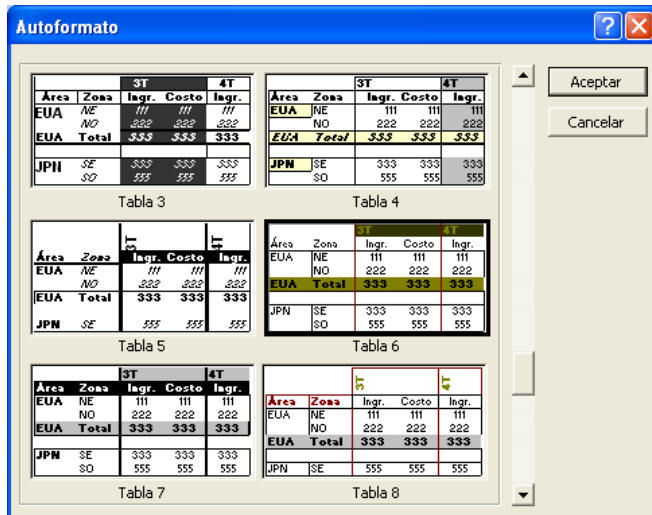 Autoformato
3T 4T
Área Zona Ingr. Costo Ingr.
EUA NE 111 111 111
NO 222 222 222
EUA Total 333 333 333
JPN SE 333 333 333
SO 555 555 555
Tabla 3
3T 4T
Área Zona Ingr. Costo Ingr.
EUA NE 111 111 111
NO 222 222 222
EUA Total 333 333 333
JPN SE 333 333 333
SO 555 555 555
Tabla 4
3T 4T
Área Zona Ingr. Costo Ingr.
EUA NE 111 111 111
NO 222 222 222
EUA Total 333 333 333
JPN SE 555 555 555
Tabla 5
3T 4T
Área Zona Ingr. Costo Ingr.
EUA NE 111 111 111
NO 222 222 222
EUA Total 333 333 333
JPN SE 333 333 333
SO 555 555 555
Tabla 6
3T 4T
Área Zona Ingr. Costo Ingr.
EUA NE 111 111 111
NO 222 222 222
EUA Total 333 333 333
JPN SE 333 333 333
SO 555 555 555
Tabla 7
3T 4T
Área Zona Ingr. Costo Ingr.
EUA NE 111 111 111
NO 222 222 222
EUA Total 333 333 333
JPN SE 555 555 555
Tabla 8
Aceptar
Cancelar